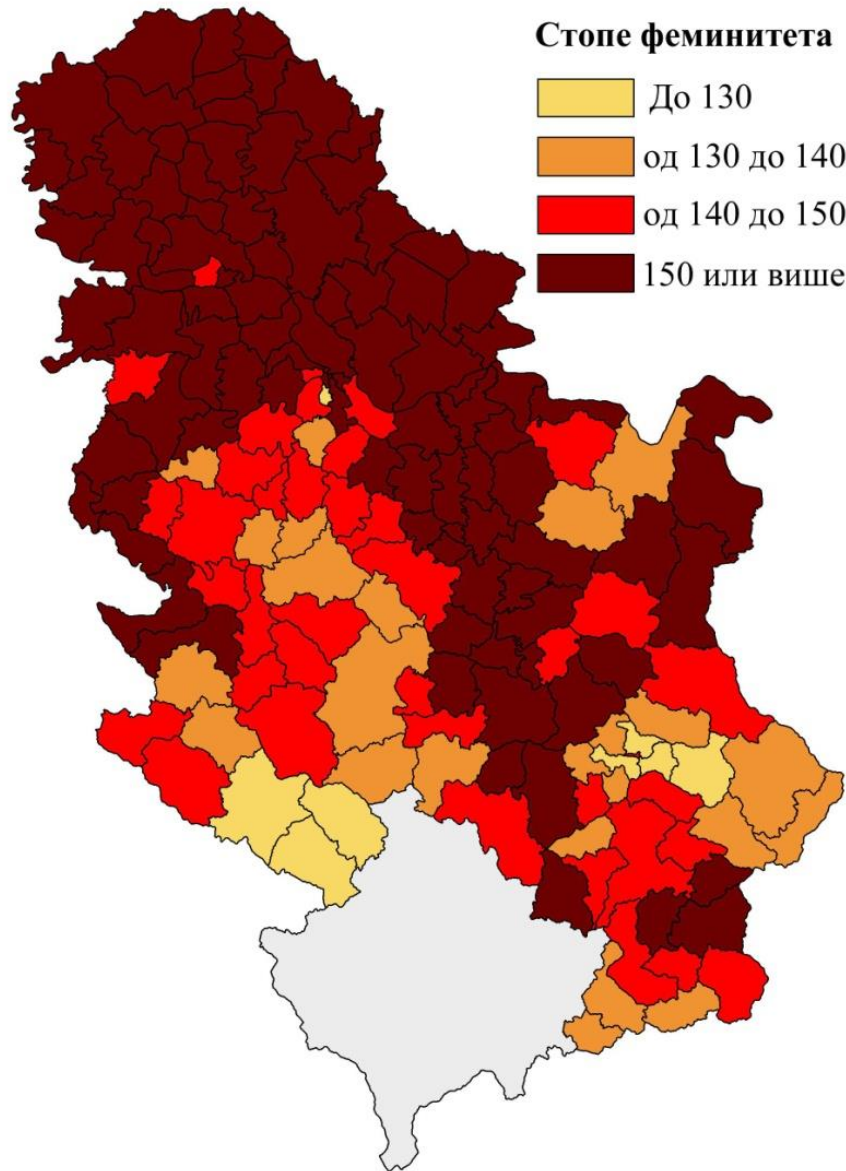 Стопе феминитета
До 130
од 130 до 140
од 140 до 150
150 или више